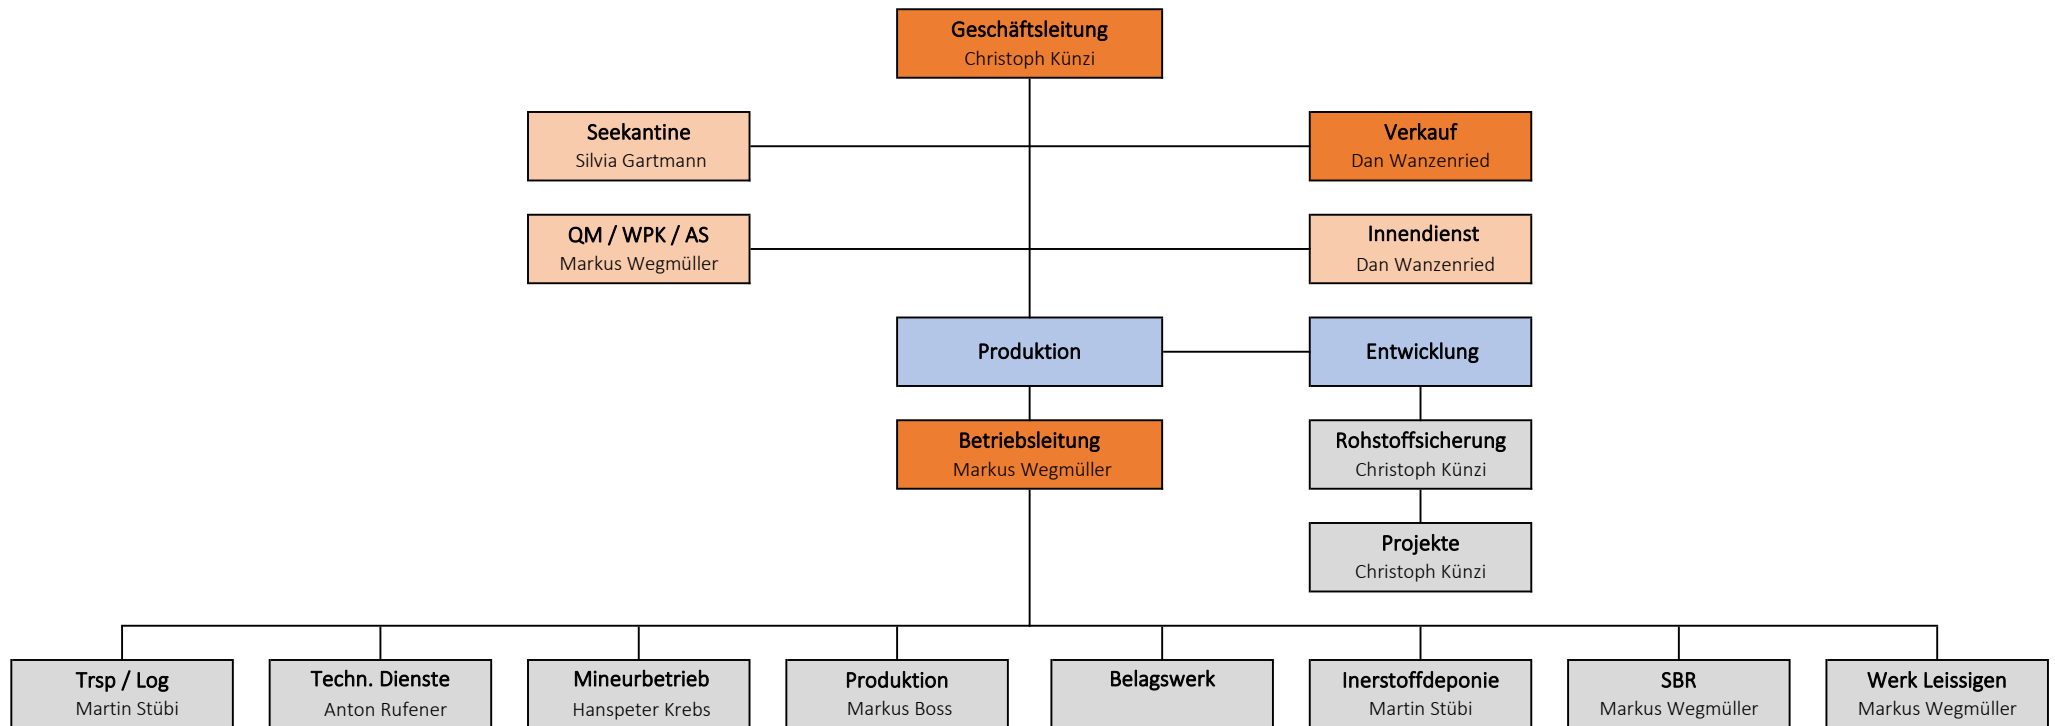 Geschäftsleitung
Christoph Künzi
Seekantine
Silvia Gartmann
Verkauf
Dan Wanzenried
QM / WPK / AS
Markus Wegmüller
Innendienst
Dan Wanzenried
Produktion
Entwicklung
Betriebsleitung
Markus Wegmüller
Rohstoffsicherung
Christoph Künzi
Projekte
Christoph Künzi
Trsp / Log
Martin Stübi
Techn. Dienste
Anton Rufener
Mineurbetrieb
Hanspeter Krebs
Produktion
Markus Boss
Belagswerk
Inerstoffdeponie
Martin Stübi
SBR
Markus Wegmüller
Werk Leissigen
Markus Wegmüller